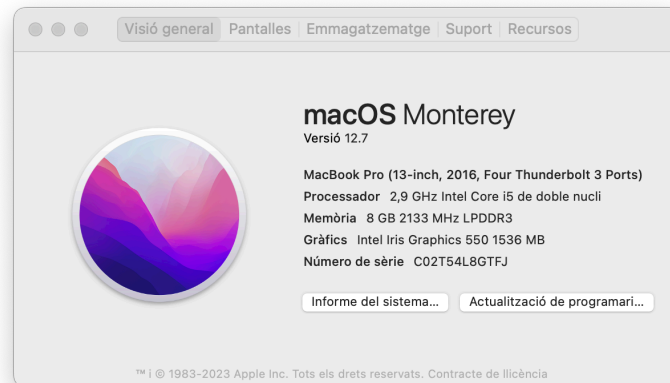 Visió general Pantalles Emmagatzematge Suport Recursos
macOS Monterey
Versió 12.7
MacBook Pro (13-inch, 2016, Four Thunderbolt 3 Ports)
Processador 2,9 GHz Intel Core i5 de doble nucli
Memòria 8 GB 2133 MHz LPDDR3
Gràfics Intel Iris Graphics 550 1536 MB
Número de sèrie C02T54L8GTFJ
Informe del sistema... Actualització de programari...
™ i © 1983-2023 Apple Inc. Tots els drets reservats. Contracte de llicència